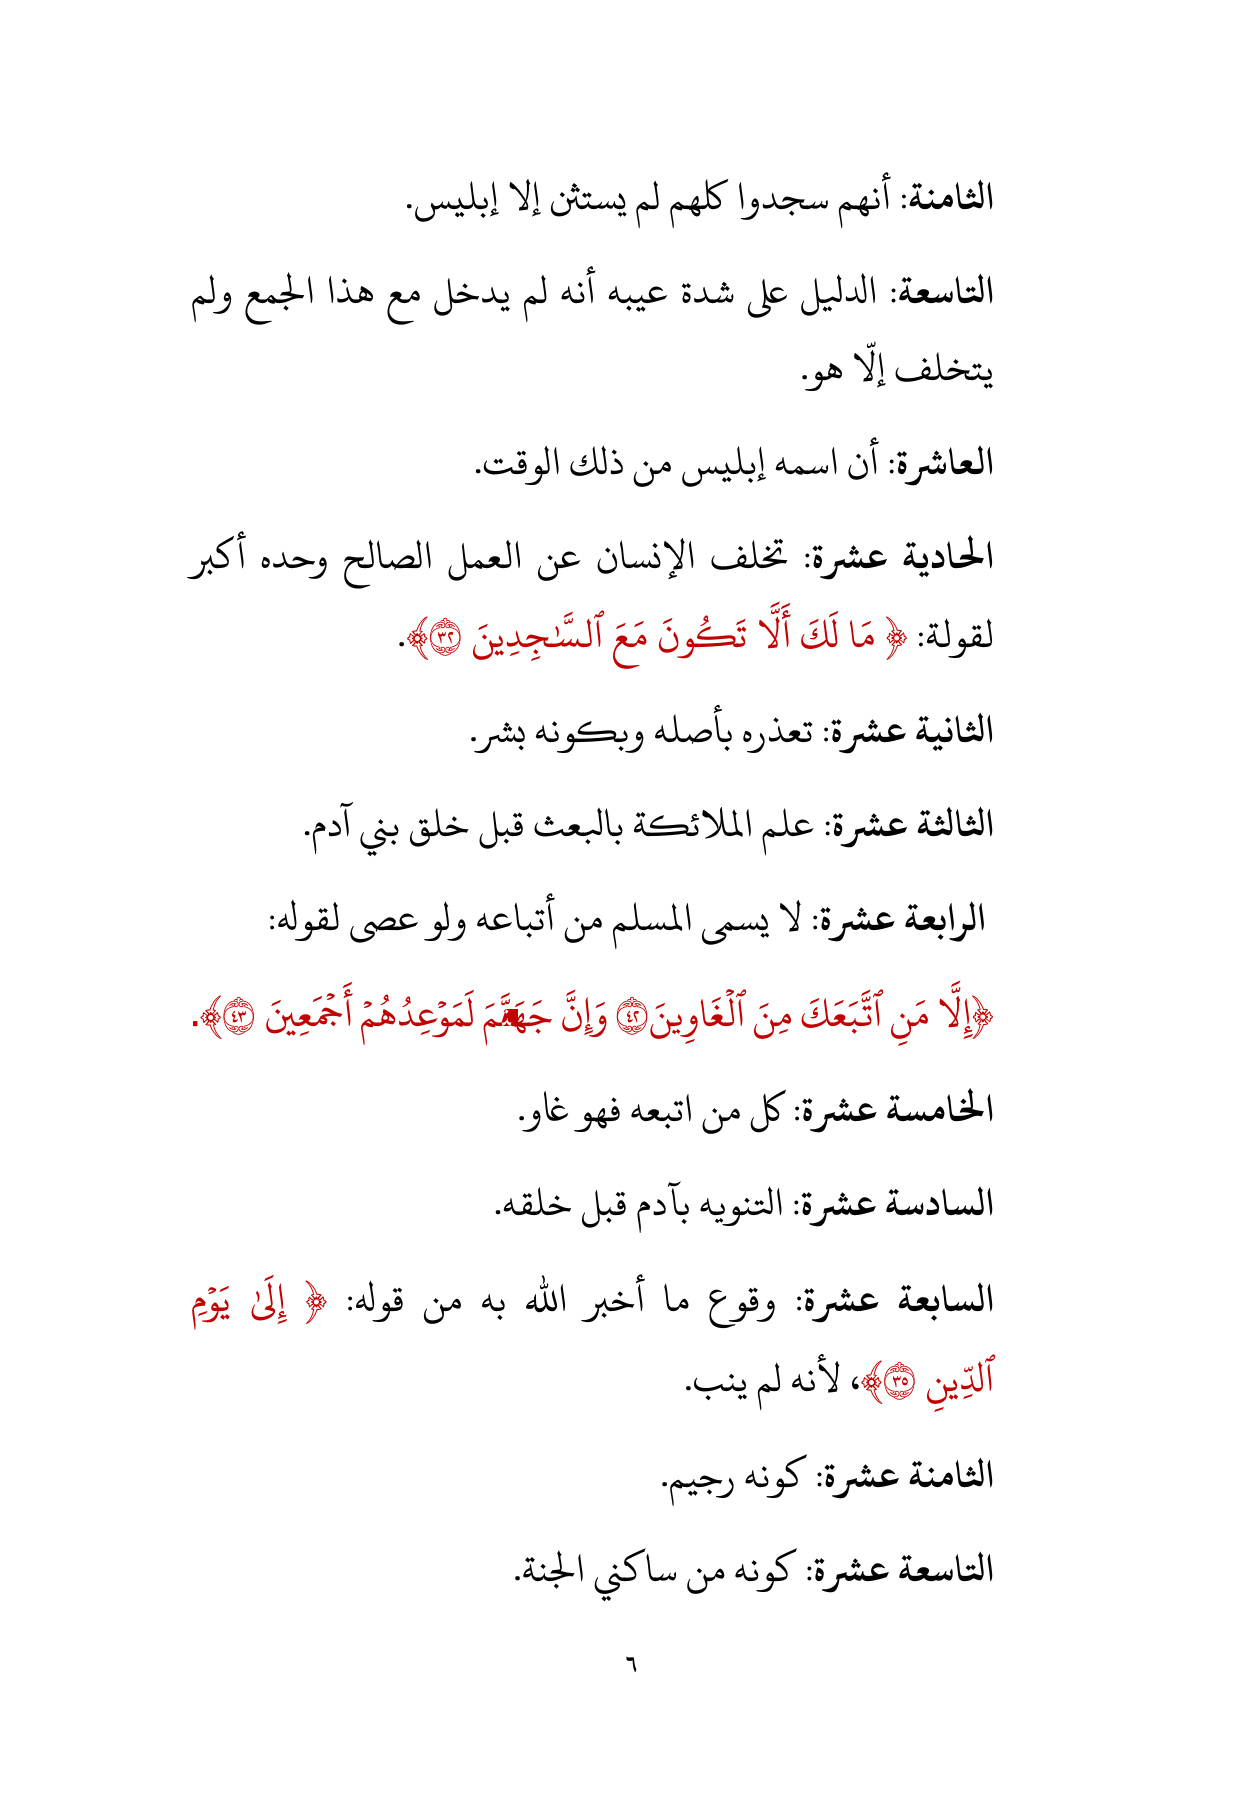 الثامنة: أنهم سجدوا كلهم لم يستثن إلا إبليس.
التاسعة: الدليل على شدة عيبه أنه لم يدخل مع هذا الجمع ولم
يتخلف إلّا هو.
العاشرة: أن اسمه إبليس من ذلك الوقت.
الحادية عشرة: تخلف الإنسان عن العمل الصالح وحده أكبر
لقولة: ﴿ مَا لَكَ أَلَّا تَكُونَ مَعَ ٱلسَّٰجِدِينَ ٣٢﴾.
الثانية عشرة: تعذره بأصله وبكونه بشر.
الثالثة عشرة: علم الملائكة بالبعث قبل خلق بني آدم.
الرابعة عشرة: لا يسمى المسلم من أتباعه ولو عصى لقوله:
﴿إِلَّا مَنِ ٱتَّبَعَكَ مِنَ ٱلۡغَاوِينَ٤٢ وَإِنَّ جَهَنَّمَ لَمَوۡعِدُهُمۡ أَجۡمَعِينَ ٤٣﴾.
الخامسة عشرة: كل من اتبعه فهو غاو.
السادسة عشرة: التنويه بآدم قبل خلقه.
السابعة عشرة: وقوع ما أخبر الله به من قوله: ﴿ إِلَىٰ يَوۡمِ
ٱلدِّينِ ٣٥﴾، لأنه لم ينب.
الثامنة عشرة: كونه رجيم.
التاسعة عشرة: كونه من ساكني الجنة.
٦